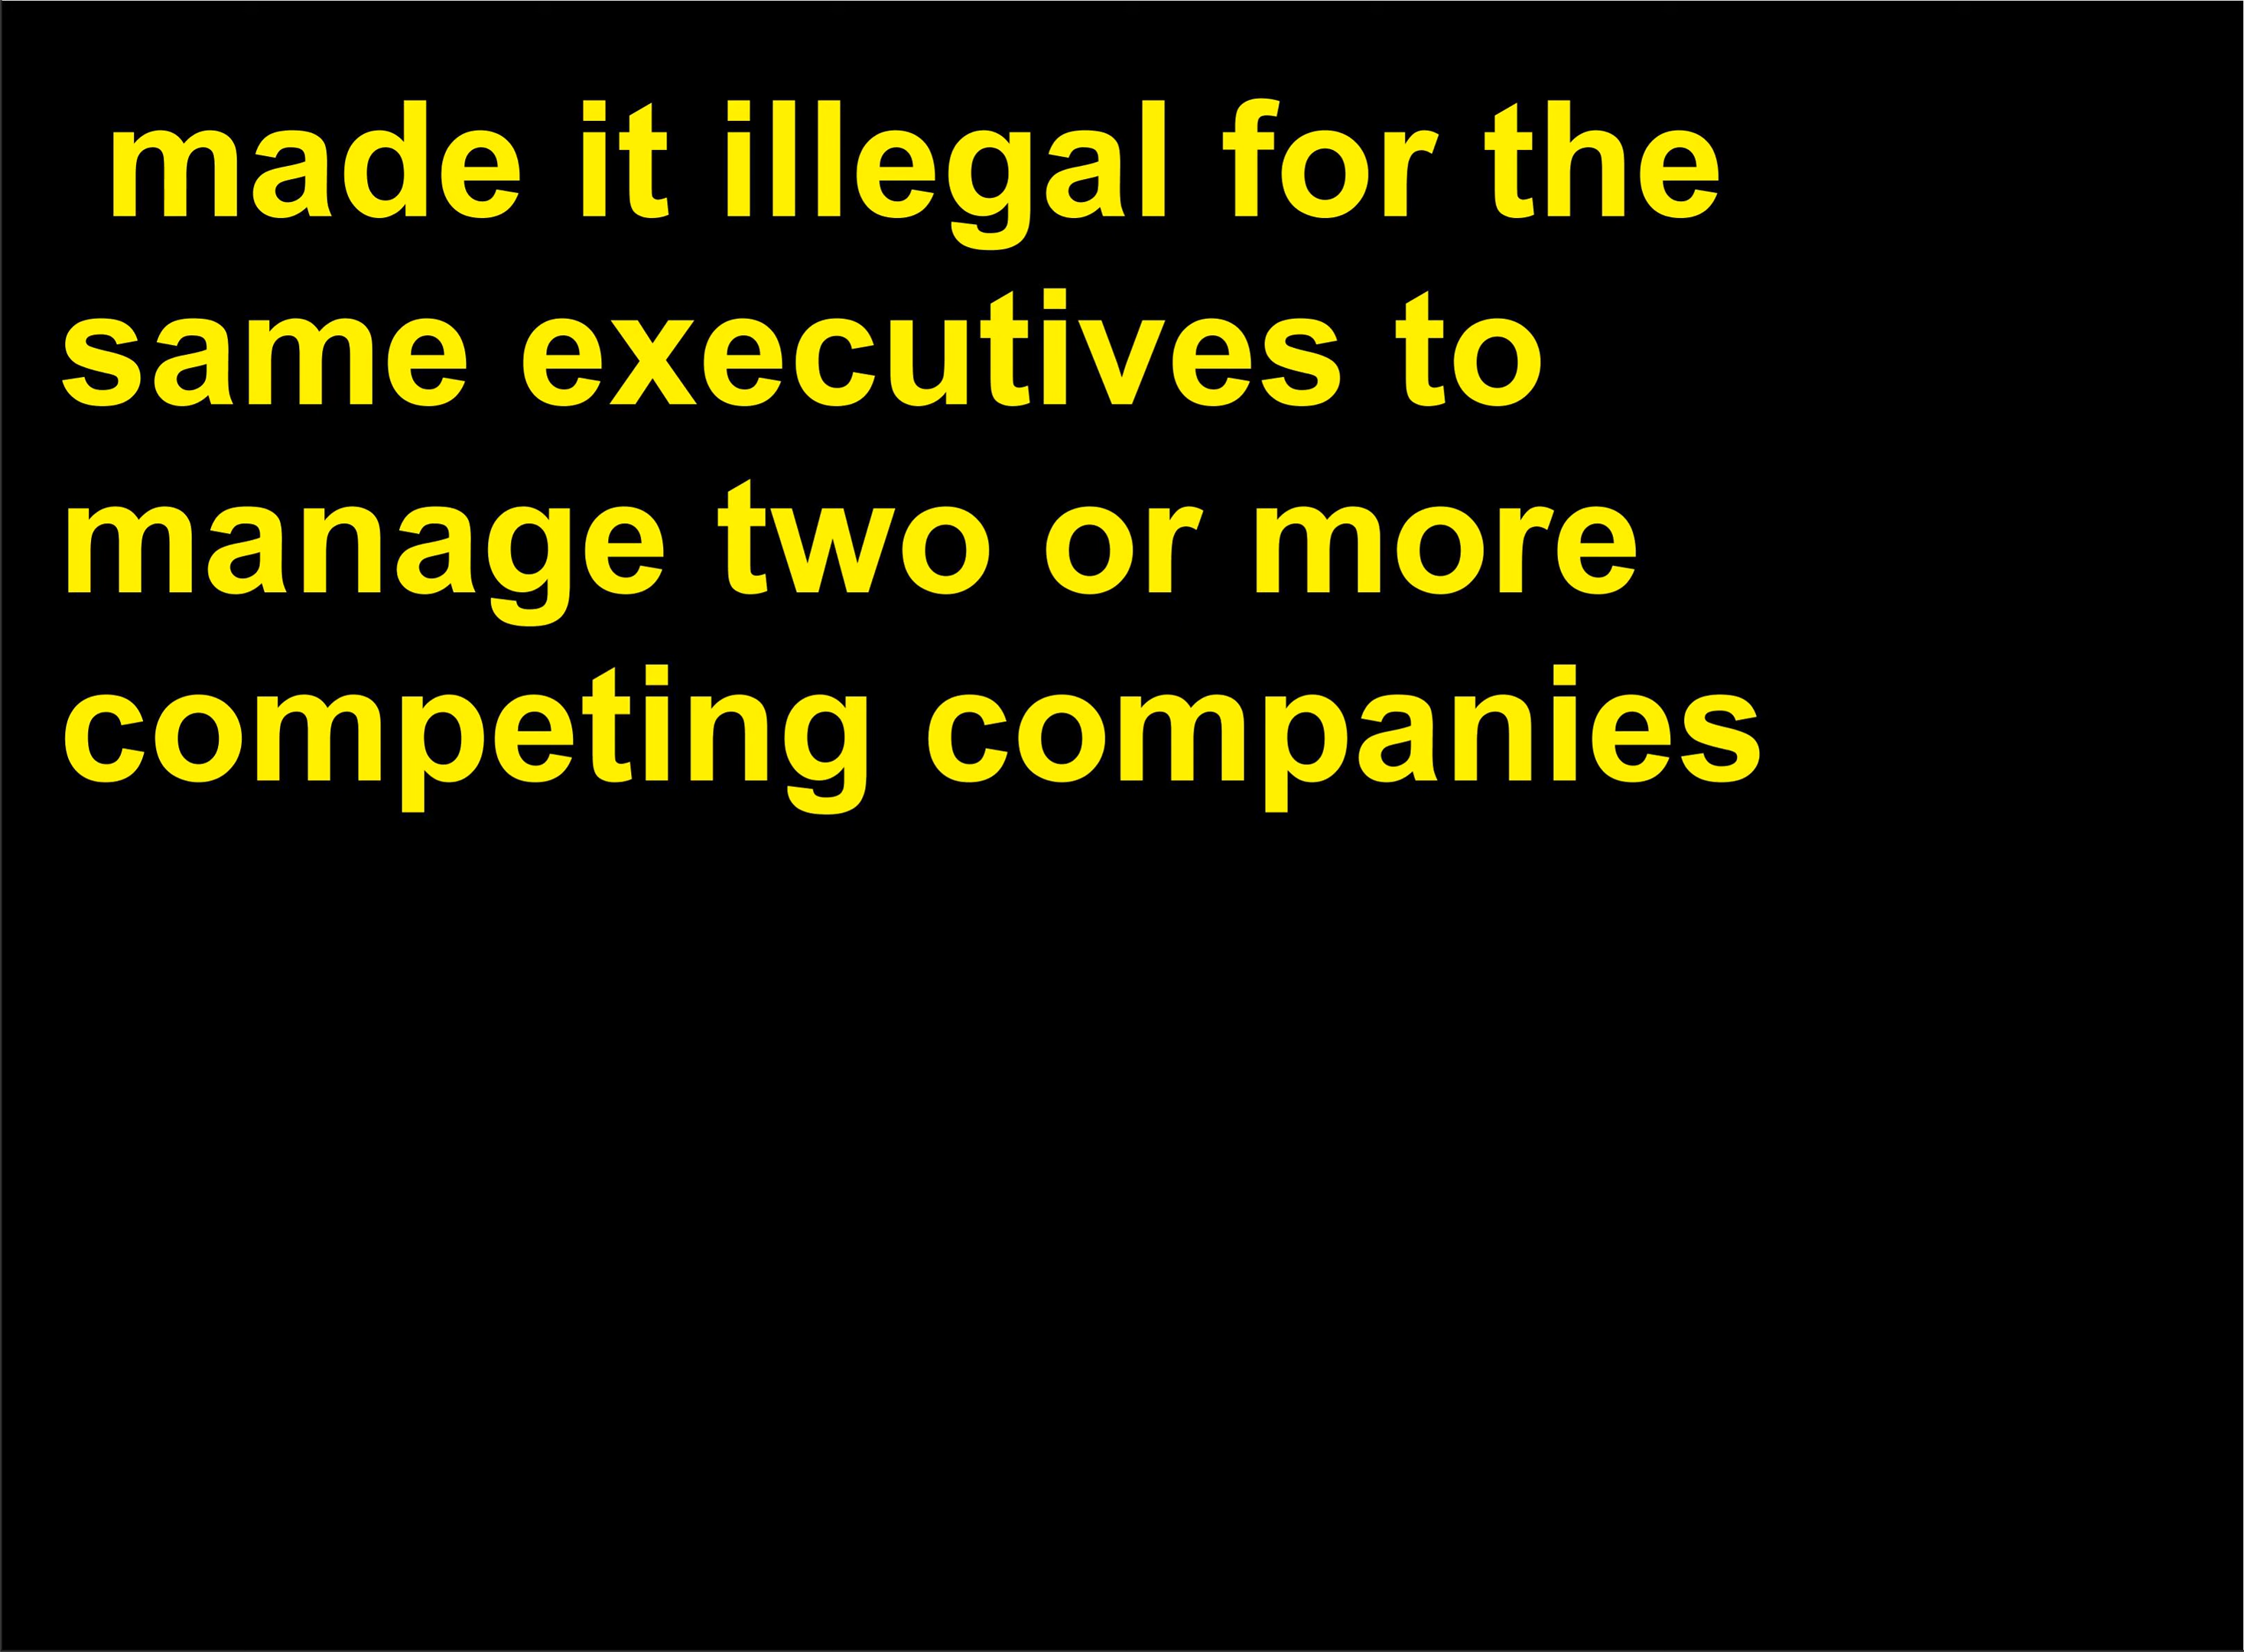 made it illegal for the
same executives to
manage two or more
competing companies